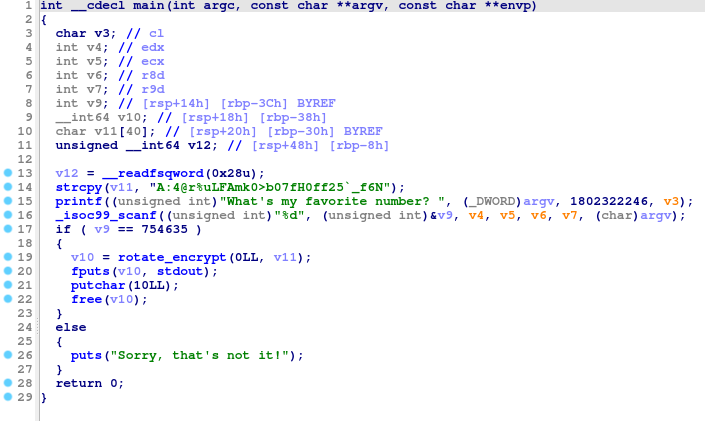 1 int __cdecl main(int argc, const char **argv, const char **envp)
2 {
3 char v3; // cl
4 int v4; // edx
5 int v5; // ecx
6 int v6; // r8d
7 int v7; // r9d
8 int v9; // [rsp+14h] [rbp-3Ch] BYREF
9 __int64 v10; // [rsp+18h] [rbp-38h]
10 char v11[40]; // [rsp+20h] [rbp-30h] BYREF
11 unsigned __int64 v12; // [rsp+48h] [rbp-8h]
12
13 v12 = __readfsqword(0x28u);
14 strcpy(v11, "A:4@r%uLFAmk0>b07fH0ff25`_f6N");
15 printf((unsigned int)"What's my favorite number? ", (_DWORD)argv, 1802322246, v3);
16 _isoc99_scanf((unsigned int)"%d", (unsigned int)&v9, v4, v5, v6, v7, (char)argv);
17 if ( v9 == 754635 )
18 {
19 v10 = rotate_encrypt(0LL, v11);
20 fputs(v10, stdout);
21 putchar(10LL);
22 free(v10);
23 }
24 else
25 {
26 puts("Sorry, that's not it!");
27 }
28 return 0;
29 }